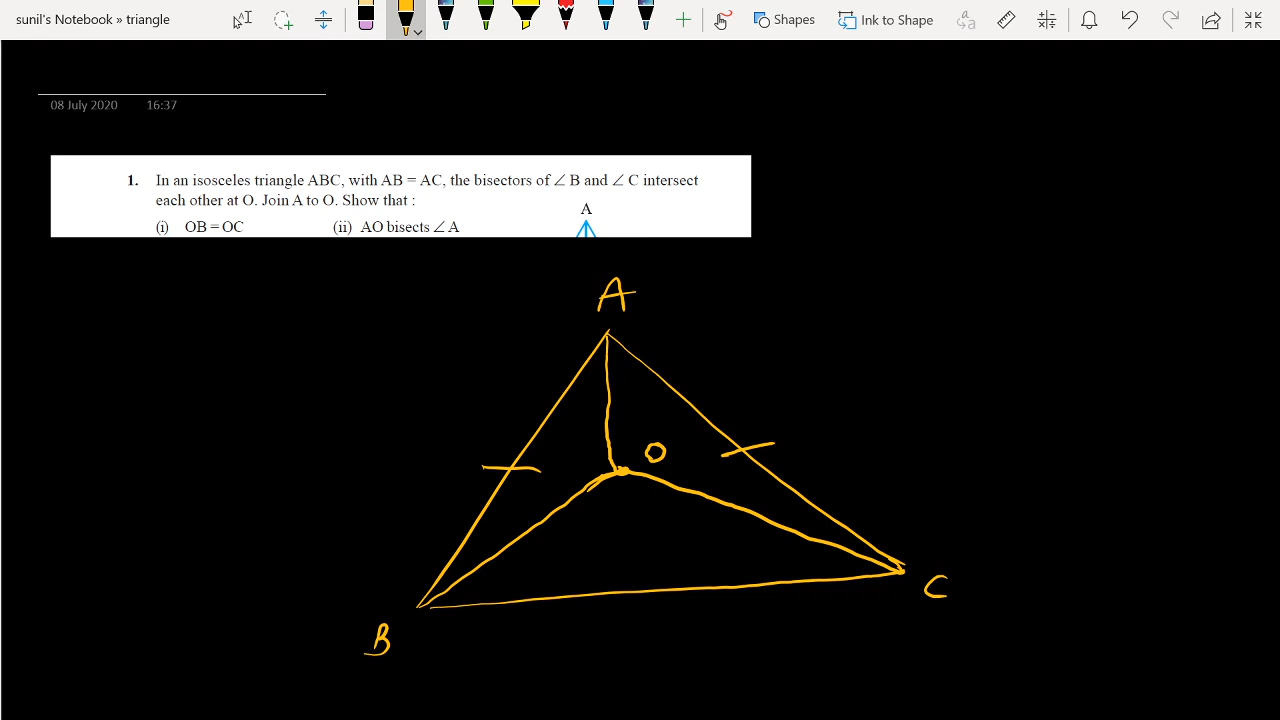 sunil's Notebook » triangle
Shapes
Ink to Shape
08 July 2020 16:37
1. In an isosceles triangle ABC, with AB = AC, the bisectors of ∠ B and ∠ C intersect
each other at O. Join A to O. Show that :
(i) OB = OC (ii) AO bisects ∠ A
A
A
O
C
B